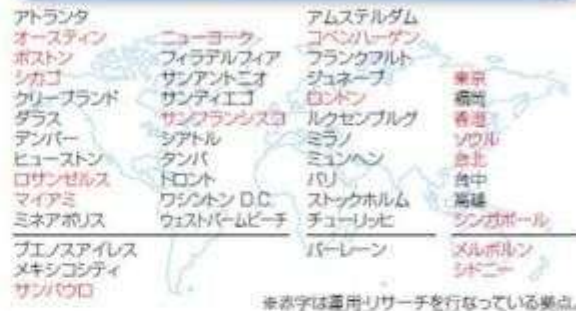 アトランタ
オースティン
ボストン
シカゴ
クリーブランド
ダラス
デンバー
ヒューストン
ロサンゼルス
マイアミ
ミネアポリス
ニューヨーク
フィラデルフィア
サンアントニオ
サンディエゴ
サンフランシスコ
シアトル
タンパ
トロント
ワシントン D.C.
ウェストパームビーチ
ブエノスアイレス
メキシコシティ
サンパウロ
アムステルダム
コペンハーゲン
フランクフルト
ジュネーブ
ロンドン
ルクセンブルグ
ミラノ
ミュンヘン
パリ
ストックホルム
チューリッヒ
バーレーン
東京
福岡
香港
ソウル
台北
台中
高雄
シンガポール
メルボルン
シドニー
※赤字は運用・リサーチを行なっている拠点。